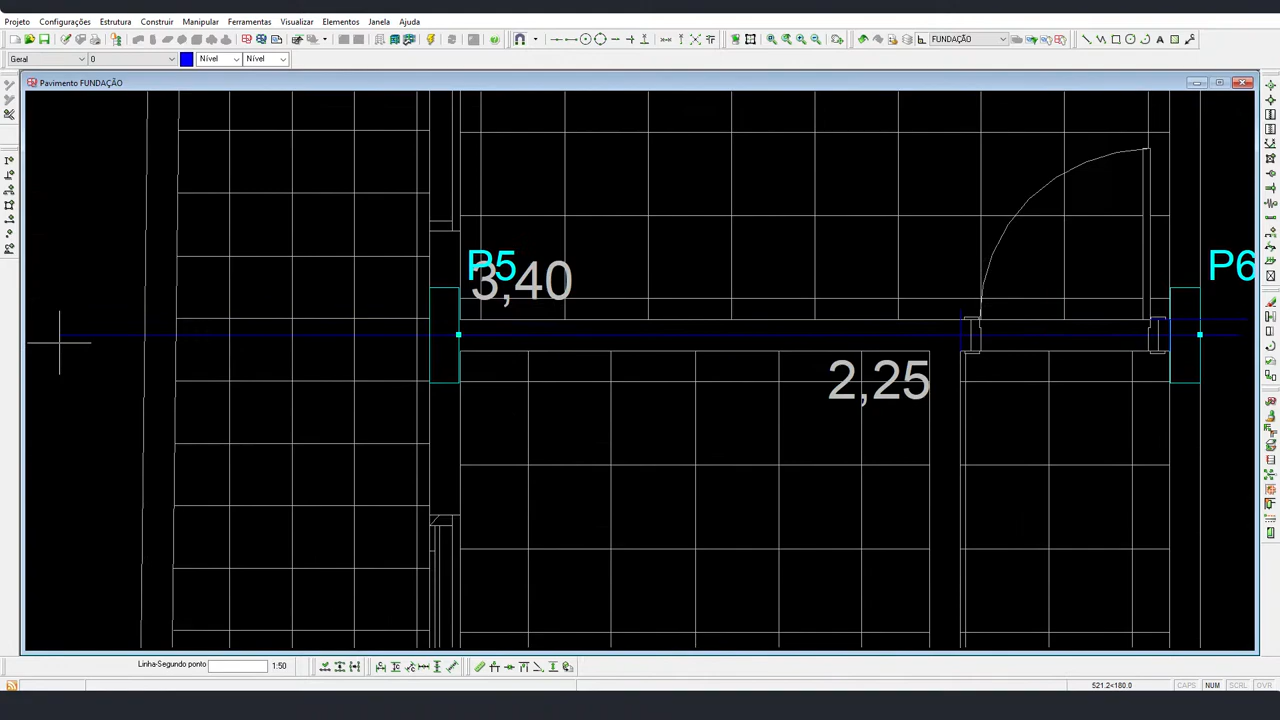 Projeto Configurações Estrutura Construir Manipular Ferramentas Visualizar Elementos Janela Ajuda
FUNDAÇÃO
Geral 0 Nível Nível
Pavimento FUNDAÇÃO
P5
3,40
P6
2,25
Linha-Segundo ponto 1:50
521.2<180.0 CAPS NUM SCRL OVR